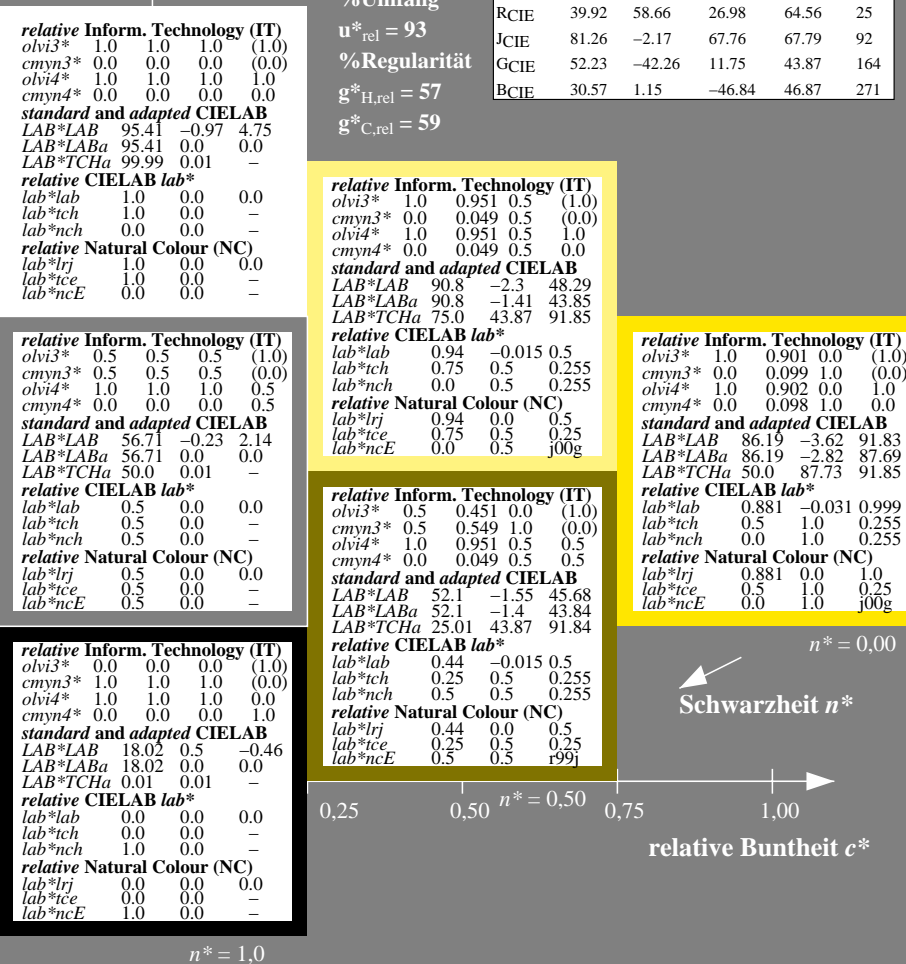 %Umfang
u*rel = 93
%Regularität
g*H,rel = 57
g*C,rel = 59
RCIE 39.92 58.66 26.98 64.56 25
JCIE 81.26 −2.17 67.76 67.79 92
GCIE 52.23 −42.26 11.75 43.87 164
BCIE 30.57 1.15 −46.84 46.87 271
relative Inform. Technology (IT)
olvi3* 1.0 1.0 1.0 (1.0)
cmyn3* 0.0 0.0 0.0 (0.0)
olvi4* 1.0 1.0 1.0 1.0
cmyn4* 0.0 0.0 0.0 0.0
standard and adapted CIELAB
LAB*LAB 95.41 −0.97 4.75
LAB*LABa 95.41 0.0 0.0
LAB*TCHa 99.99 0.01 –
relative CIELAB lab*
lab*lab 1.0 0.0 0.0
lab*tch 1.0 0.0 –
lab*nch 0.0 0.0 –
relative Natural Colour (NC)
lab*lrj 1.0 0.0 0.0
lab*tce 1.0 0.0 –
lab*ncE 0.0 0.0 –
relative Inform. Technology (IT)
olvi3* 1.0 0.951 0.5 (1.0)
cmyn3* 0.0 0.049 0.5 (0.0)
olvi4* 1.0 0.951 0.5 1.0
cmyn4* 0.0 0.049 0.5 0.0
standard and adapted CIELAB
LAB*LAB 90.8 −2.3 48.29
LAB*LABa 90.8 −1.41 43.85
LAB*TCHa 75.0 43.87 91.85
relative CIELAB lab*
lab*lab 0.94 −0.015 0.5
lab*tch 0.75 0.5 0.255
lab*nch 0.0 0.5 0.255
relative Natural Colour (NC)
lab*lrj 0.94 0.0 0.5
lab*tce 0.75 0.5 0.25
lab*ncE 0.0 0.5 j00g
relative Inform. Technology (IT)
olvi3* 0.5 0.5 0.5 (1.0)
cmyn3* 0.5 0.5 0.5 (0.0)
olvi4* 1.0 1.0 1.0 0.5
cmyn4* 0.0 0.0 0.0 0.5
standard and adapted CIELAB
LAB*LAB 56.71 −0.23 2.14
LAB*LABa 56.71 0.0 0.0
LAB*TCHa 50.0 0.01 –
relative CIELAB lab*
lab*lab 0.5 0.0 0.0
lab*tch 0.5 0.0 –
lab*nch 0.5 0.0 –
relative Natural Colour (NC)
lab*lrj 0.5 0.0 0.0
lab*tce 0.5 0.0 –
lab*ncE 0.5 0.0 –
relative Inform. Technology (IT)
olvi3* 1.0 0.901 0.0 (1.0)
cmyn3* 0.0 0.099 1.0 (0.0)
olvi4* 1.0 0.902 0.0 1.0
cmyn4* 0.0 0.098 1.0 0.0
standard and adapted CIELAB
LAB*LAB 86.19 −3.62 91.83
LAB*LABa 86.19 −2.82 87.69
LAB*TCHa 50.0 87.73 91.85
relative CIELAB lab*
lab*lab 0.881 −0.031 0.999
lab*tch 0.5 1.0 0.255
lab*nch 0.0 1.0 0.255
relative Natural Colour (NC)
lab*lrj 0.881 0.0 1.0
lab*tce 0.5 1.0 0.25
lab*ncE 0.0 1.0 j00g
relative Inform. Technology (IT)
olvi3* 0.5 0.451 0.0 (1.0)
cmyn3* 0.5 0.549 1.0 (0.0)
olvi4* 1.0 0.951 0.5 0.5
cmyn4* 0.0 0.049 0.5 0.5
standard and adapted CIELAB
LAB*LAB 52.1 −1.55 45.68
LAB*LABa 52.1 −1.4 43.84
LAB*TCHa 25.01 43.87 91.84
relative CIELAB lab*
lab*lab 0.44 −0.015 0.5
lab*tch 0.25 0.5 0.255
lab*nch 0.5 0.5 0.255
relative Natural Colour (NC)
lab*lrj 0.44 0.0 0.5
lab*tce 0.25 0.5 0.25
lab*ncE 0.5 0.5 r99j
relative Inform. Technology (IT)
olvi3* 0.0 0.0 0.0 (1.0)
cmyn3* 1.0 1.0 1.0 (0.0)
olvi4* 1.0 1.0 1.0 0.0
cmyn4* 0.0 0.0 0.0 1.0
standard and adapted CIELAB
LAB*LAB 18.02 0.5 −0.46
LAB*LABa 18.02 0.0 0.0
LAB*TCHa 0.01 0.01 –
relative CIELAB lab*
lab*lab 0.0 0.0 0.0
lab*tch 0.0 0.0 –
lab*nch 1.0 0.0 –
relative Natural Colour (NC)
lab*lrj 0.0 0.0 0.0
lab*tce 0.0 0.0 –
lab*ncE 1.0 0.0 –
n* = 0,00
Schwarzheit n*
0,25 0,50 n* = 0,50 0,75 1,00
relative Buntheit c*
n* = 1,0